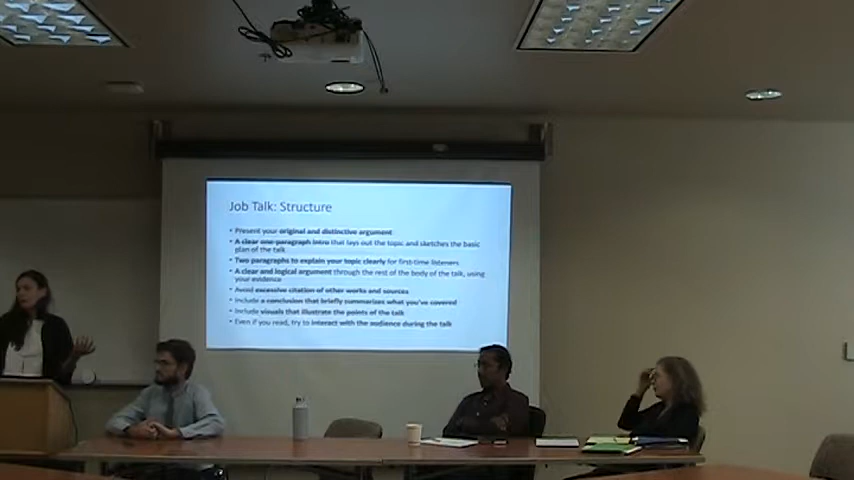 Job Talk: Structure
• Present your original and distinctive argument
• A clear one-paragraph intro that lays out the topic and sketches the basic
plan of the talk
• Two paragraphs to explain your topic clearly for first-time listeners
• A clear and logical argument through the rest of the body of the talk, using
your evidence
• Avoid excessive citation of other works and sources
• Include a conclusion that briefly summarizes what you've covered
• Include visuals that illustrate the points of the talk
• Even if you read, try to interact with the audience during the talk